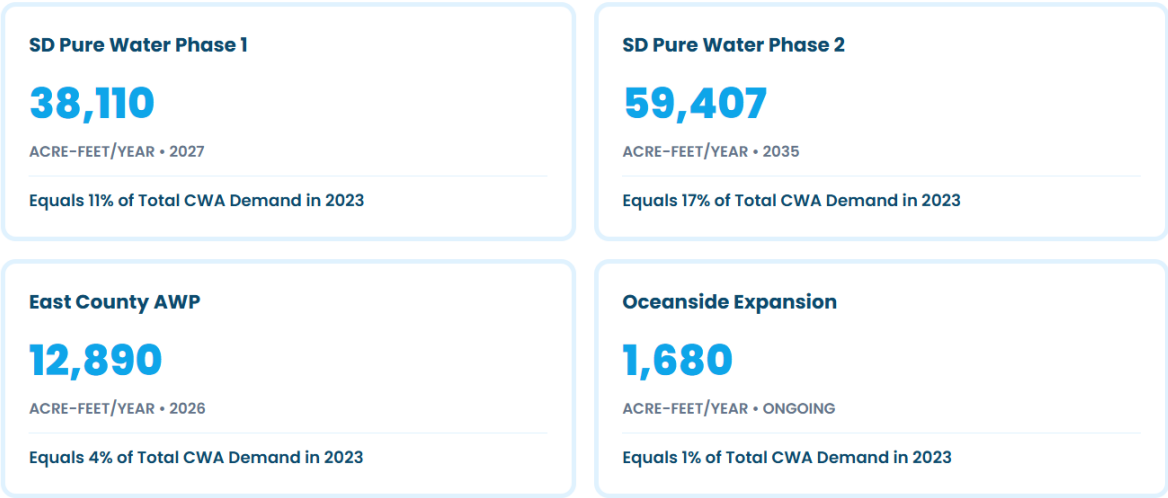 SD Pure Water Phase 1
38,110
ACRE-FEET/YEAR • 2027
Equals 11% of Total CWA Demand in 2023
SD Pure Water Phase 2
59,407
ACRE-FEET/YEAR • 2035
Equals 17% of Total CWA Demand in 2023
East County AWP
12,890
ACRE-FEET/YEAR • 2026
Equals 4% of Total CWA Demand in 2023
Oceanside Expansion
1,680
ACRE-FEET/YEAR • ONGOING
Equals 1% of Total CWA Demand in 2023